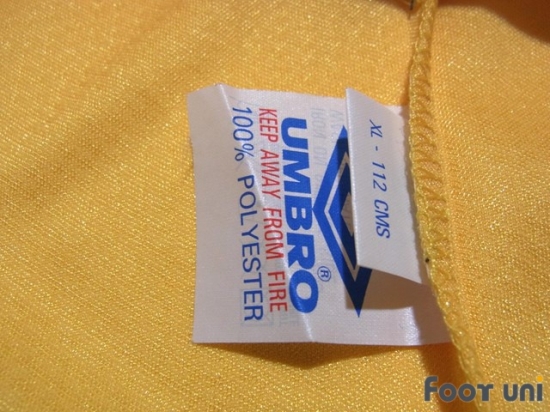 XL - 112 CMS
UMBRO®
KEEP AWAY FROM FIRE
100% POLYESTER
FOOT UNI